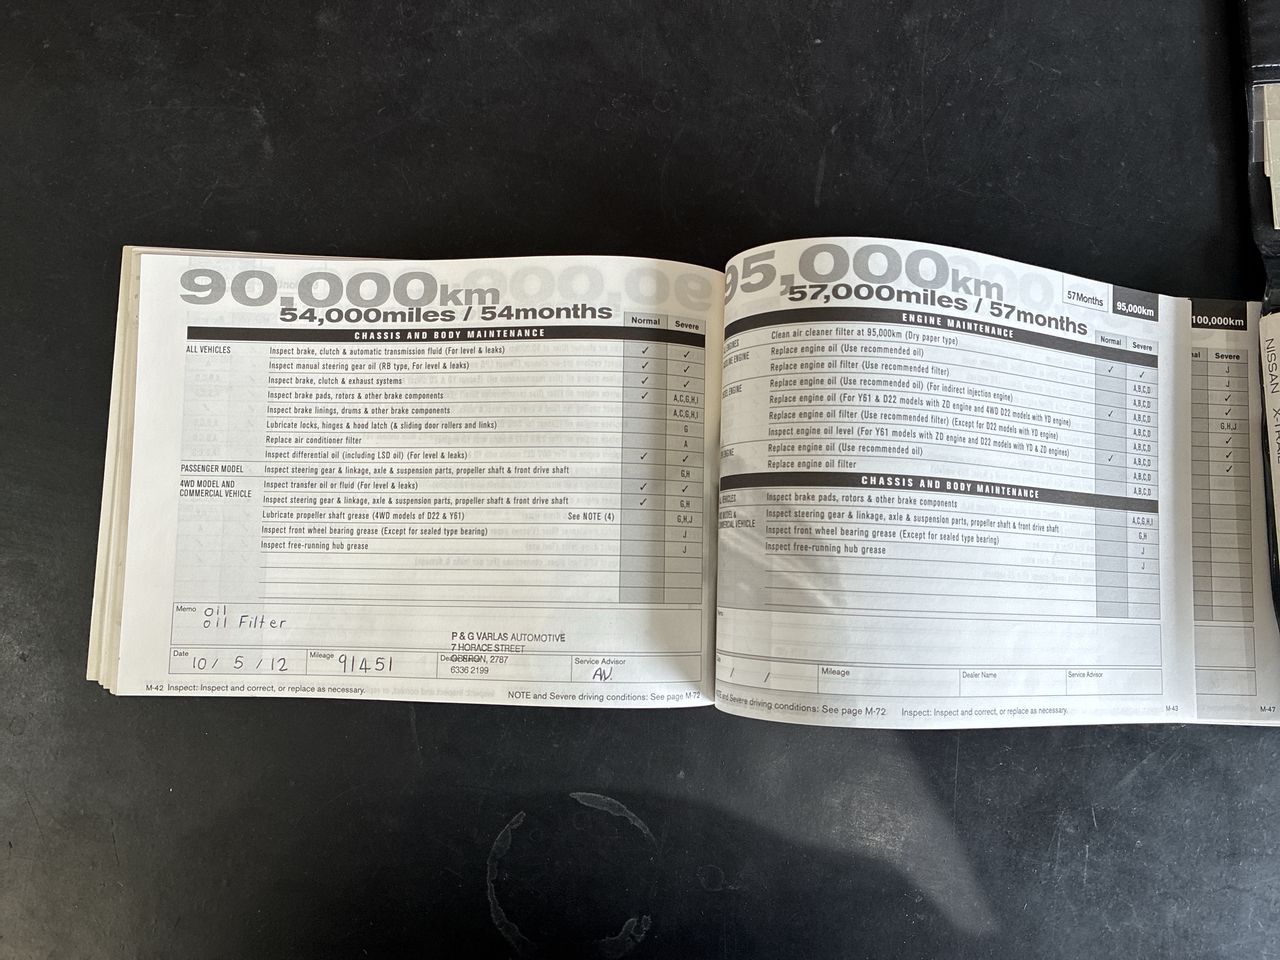 90,000km
54,000miles / 54months
Normal Severe
CHASSIS AND BODY MAINTENANCE
ALL VEHICLES Inspect brake, clutch & automatic transmission fluid (For level & leaks) ✓ ✓
Inspect manual steering gear oil (RB type, For level & leaks) ✓ ✓
Inspect brake, clutch & exhaust systems ✓ ✓
Inspect brake pads, rotors & other brake components ✓ A,C,G,H,J
Inspect brake linings, drums & other brake components A,C,G,H,J
Lubricate locks, hinges & hood latch (& sliding door rollers and links) G
Replace air conditioner filter A
Inspect differential oil (including LSD oil) (For level & leaks) ✓ ✓
PASSENGER MODEL Inspect steering gear & linkage, axle & suspension parts, propeller shaft & front drive shaft G,H
4WD MODEL AND Inspect transfer oil or fluid (For level & leaks) ✓ ✓
COMMERCIAL VEHICLE Inspect steering gear & linkage, axle & suspension parts, propeller shaft & front drive shaft ✓ G,H
Lubricate propeller shaft grease (4WD models of D22 & Y61) See NOTE (4) G,H,J
Inspect front wheel bearing grease (Except for sealed type bearing) J
Inspect free-running hub grease J
Memo oil
oil Filter
P & G VARLAS AUTOMOTIVE
7 HORACE STREET
OBERON, 2787
6336 2199
Date 10 / 5 / 12 Mileage 91451 Service Advisor AV.
M-42 Inspect: Inspect and correct, or replace as necessary. NOTE and Severe driving conditions: See page M-72
95,000km
57,000miles / 57months
57Months 95,000km
Normal Severe
ENGINE MAINTENANCE
Clean air cleaner filter at 95,000km (Dry paper type) ✓
Replace engine oil (Use recommended oil) ✓ A,B,C,D
Replace engine oil filter (Use recommended filter) A,B,C,D
Replace engine oil (Use recommended oil) (For indirect injection engine) ✓ A,B,C,D
Replace engine oil (For Y61 & D22 models with ZD engine and 4WD D22 models with YD engine) A,B,C,D
Replace engine oil filter (Use recommended filter) (Except for D22 models with YD engine) A,B,C,D
Inspect engine oil level (For Y61 models with ZD engine and D22 models with YD & ZD engines)
Replace engine oil (Use recommended oil) ✓ A,B,C,D
Replace engine oil filter A,B,C,D
CHASSIS AND BODY MAINTENANCE
Inspect brake pads, rotors & other brake components A,C,G,H,J
Inspect steering gear & linkage, axle & suspension parts, propeller shaft & front drive shaft G,H
Inspect front wheel bearing grease (Except for sealed type bearing) J
Inspect free-running hub grease J
/ / Mileage Dealer Name Service Advisor
and Severe driving conditions: See page M-72 Inspect: Inspect and correct, or replace as necessary. M-43
100,000km
Severe
J
J
✓
✓
G,H,J
✓
✓
✓
M-47
NISSAN